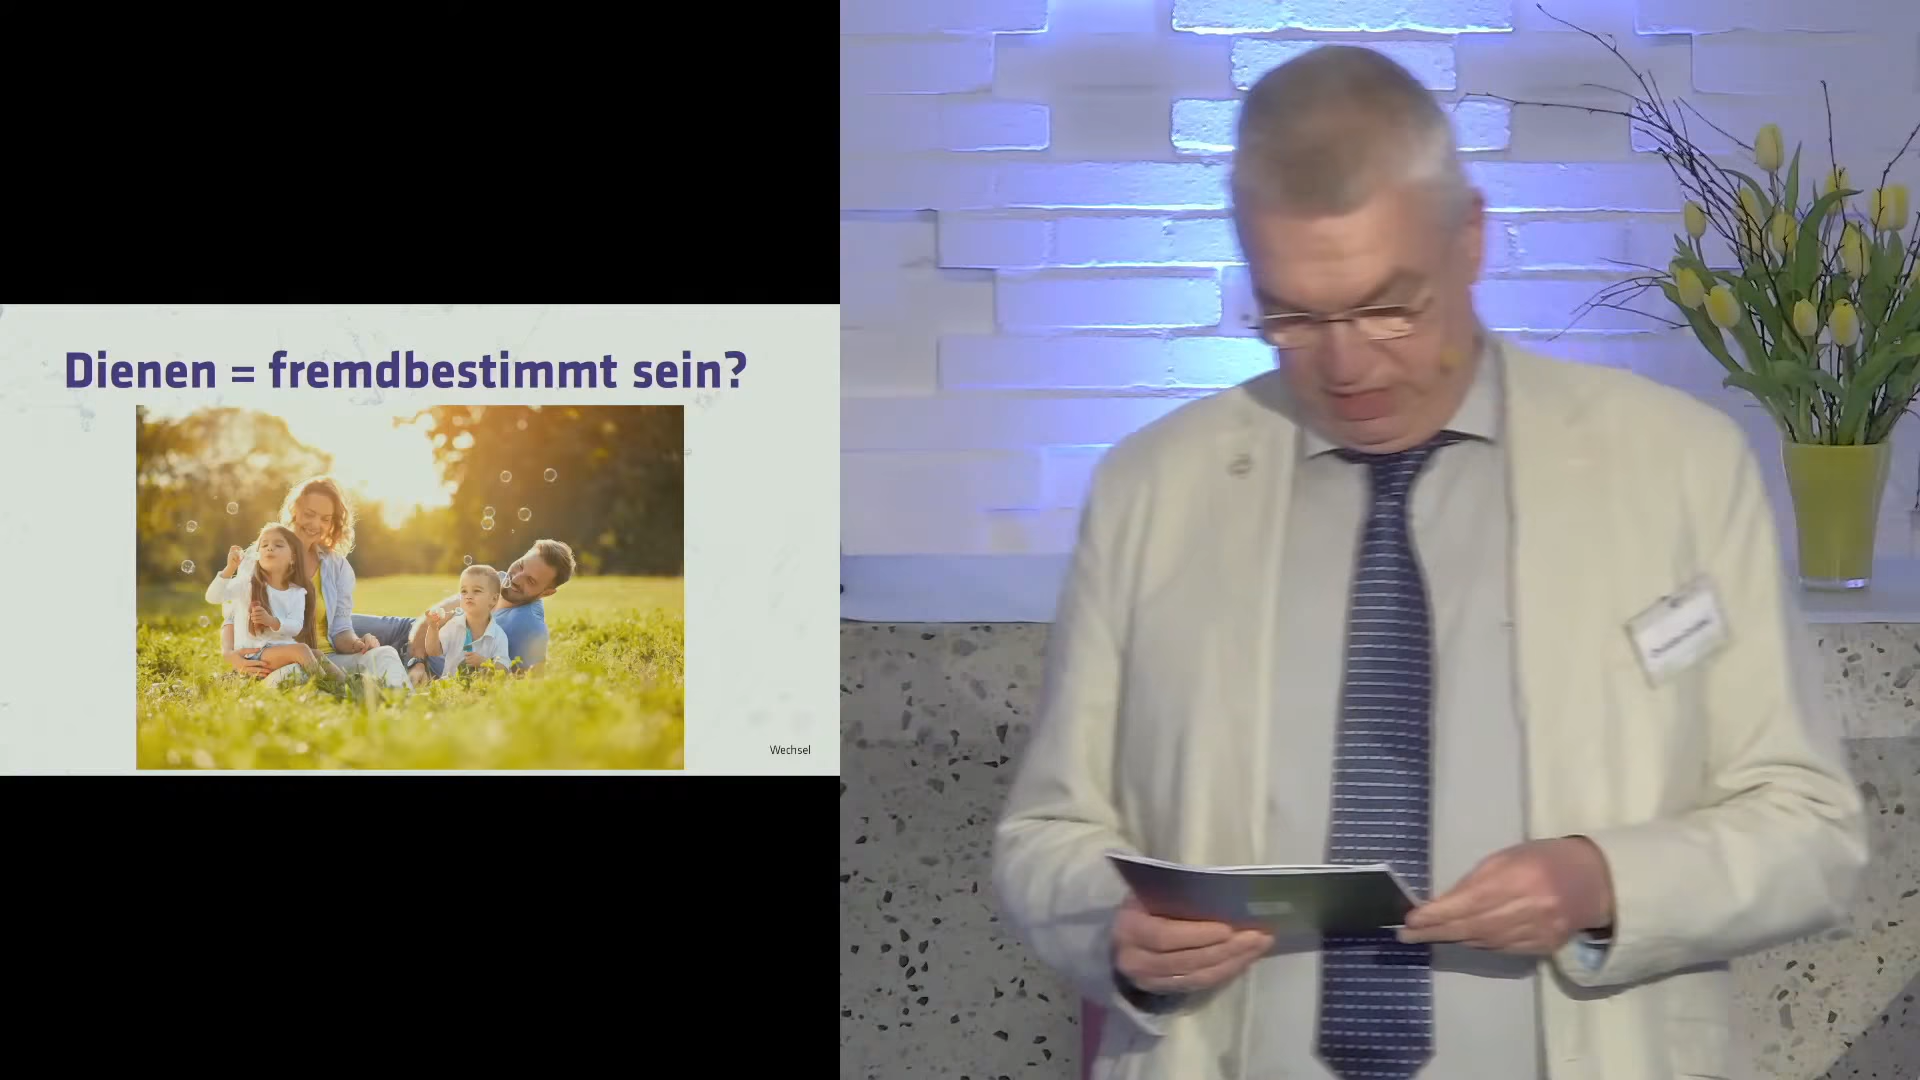 Dienen = fremdbestimmt sein?
Wechsel